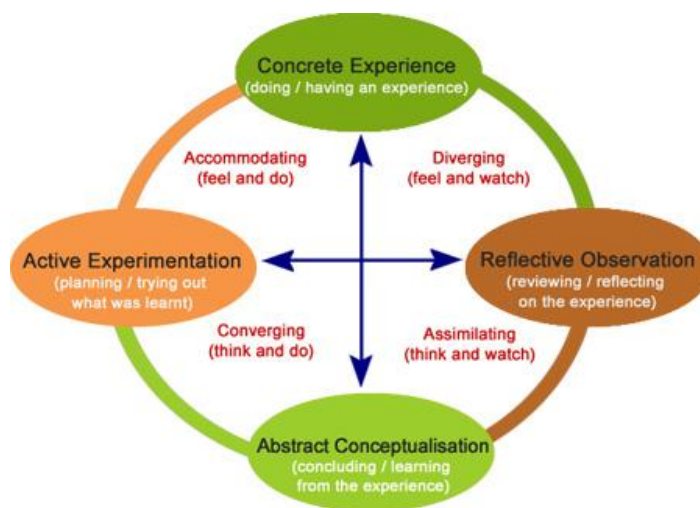 Concrete Experience
(doing / having an experience)
Accommodating
(feel and do)
Diverging
(feel and watch)
Active Experimentation
(planning / trying out
what was learnt)
Reflective Observation
(reviewing / reflecting
on the experience)
Converging
(think and do)
Assimilating
(think and watch)
Abstract Conceptualisation
(concluding / learning
from the experience)